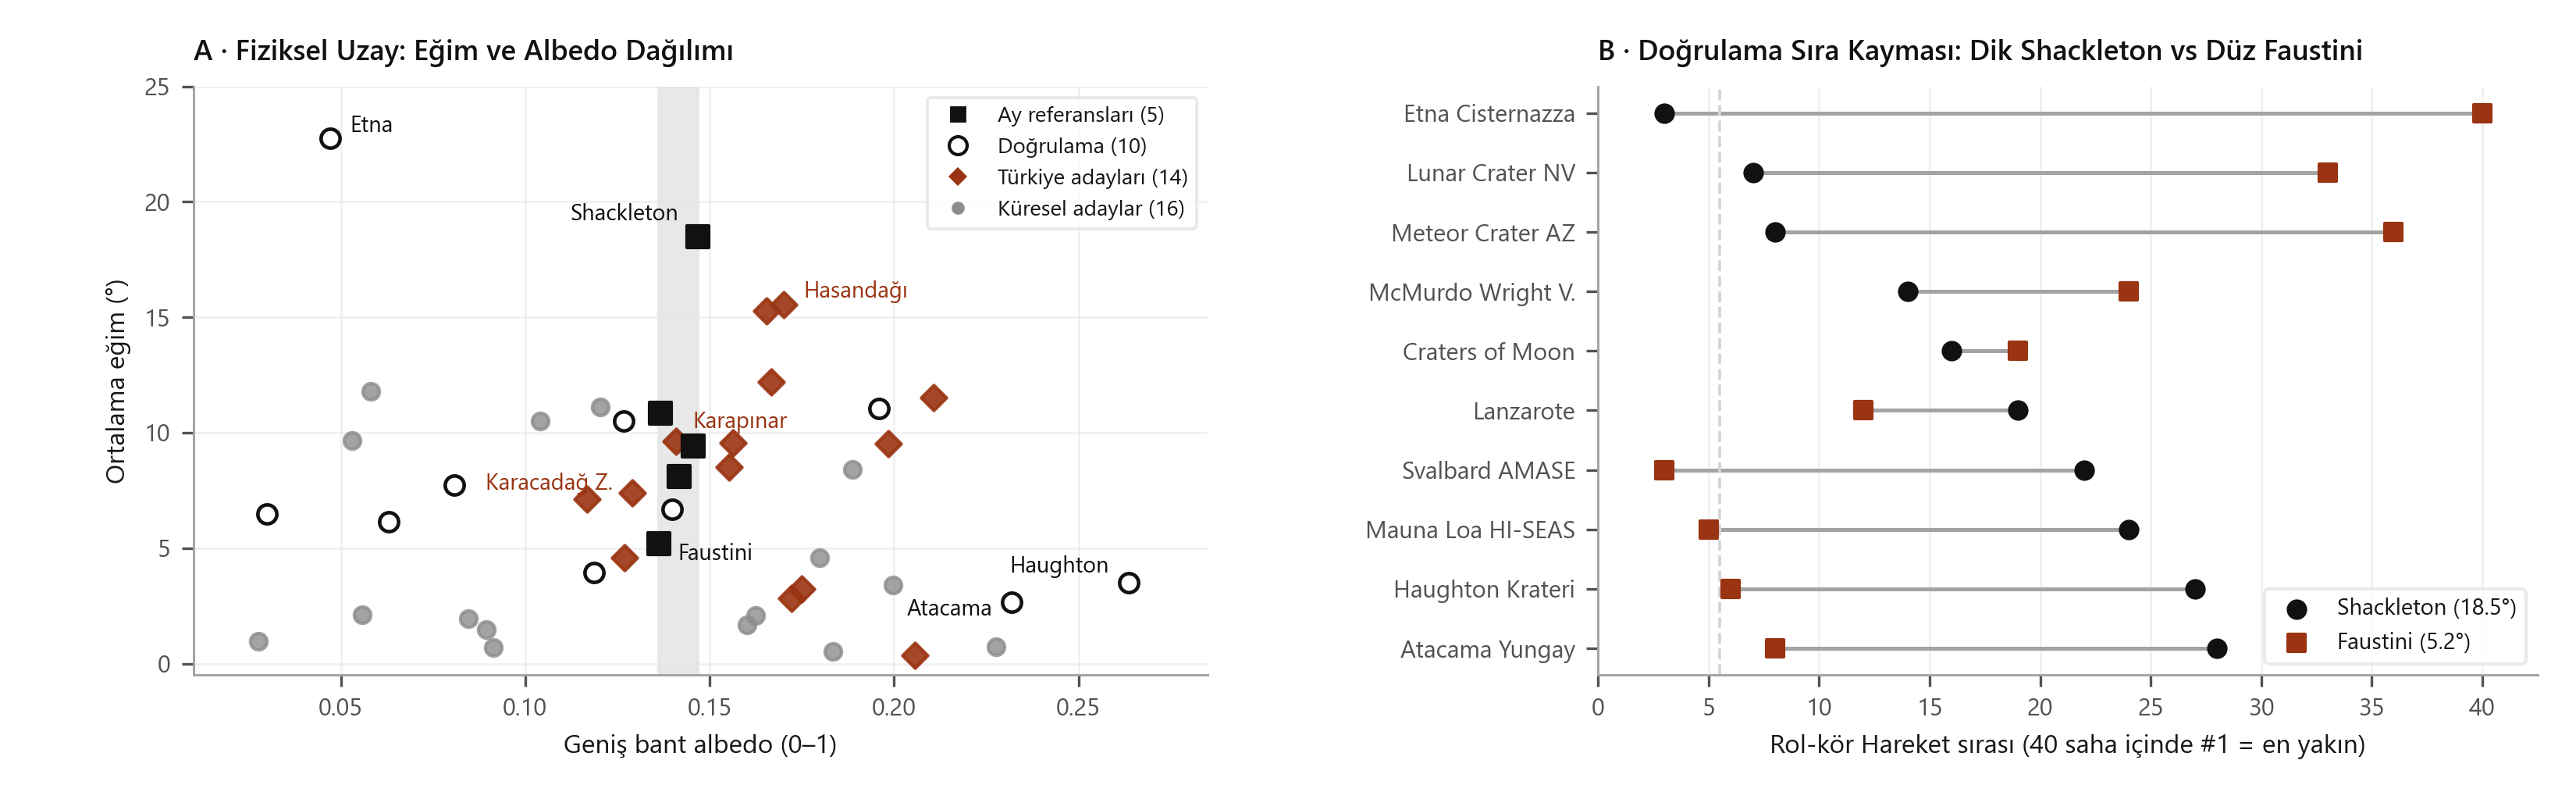 A · Fiziksel Uzay: Eğim ve Albedo Dağılımı
25
20
15
10
5
0
Ortalama eğim (°)
Etna
Shackleton
Hasandağı
Karapınar
Karacadağ Z.
Faustini
Haughton
Atacama
Ay referansları (5)
Doğrulama (10)
Türkiye adayları (14)
Küresel adaylar (16)
0.05
0.10
0.15
0.20
0.25
Geniş bant albedo (0–1)
B · Doğrulama Sıra Kayması: Dik Shackleton vs Düz Faustini
Etna Cisternazza
Lunar Crater NV
Meteor Crater AZ
McMurdo Wright V.
Craters of Moon
Lanzarote
Svalbard AMASE
Mauna Loa HI-SEAS
Haughton Krateri
Atacama Yungay
Shackleton (18.5°)
Faustini (5.2°)
0
5
10
15
20
25
30
35
40
Rol-kör Hareket sırası (40 saha içinde #1 = en yakın)